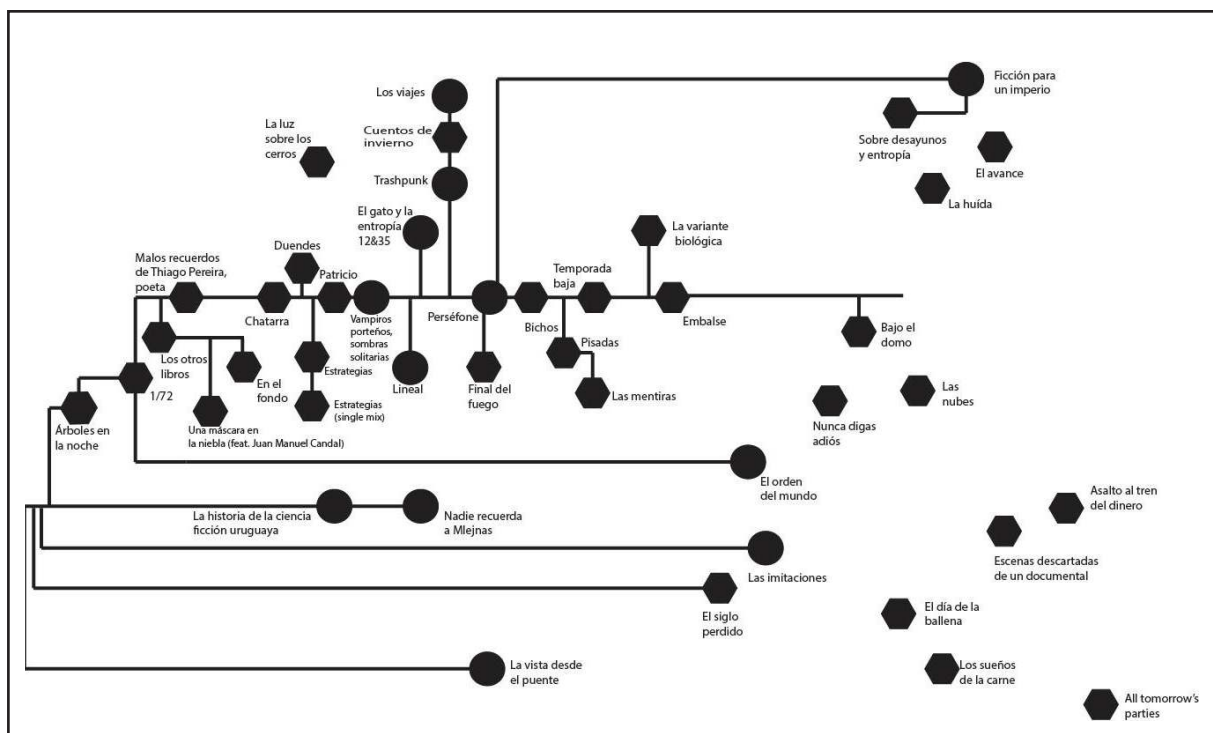 Los viajes
Ficción para
un imperio
La luz
sobre los
cerros
Cuentos de
invierno
Sobre desayunos
y entropía
El avance
Trashpunk
La huída
El gato y la
entropía
12&35
La variante
biológica
Duendes
Malos recuerdos
de Thiago Pereira,
poeta
Patricio
Temporada
baja
Chatarra
Vampiros
porteños,
sombras
solitarias
Perséfone
Bichos
Embalse
Bajo el
domo
Los otros
libros
Pisadas
Estrategias
En el
fondo
Lineal
Final del
fuego
Las mentiras
Las
nubes
1/72
Árboles en
la noche
Una máscara en
la niebla (feat. Juan Manuel Candal)
Estrategias
(single mix)
Nunca digas
adiós
El orden
del mundo
Asalto al tren
del dinero
La historia de la ciencia
ficción uruguaya
Nadie recuerda
a Mlejnas
Escenas descartadas
de un documental
Las imitaciones
El siglo
perdido
El día de la
ballena
La vista desde
el puente
Los sueños
de la carne
All tomorrow's
parties